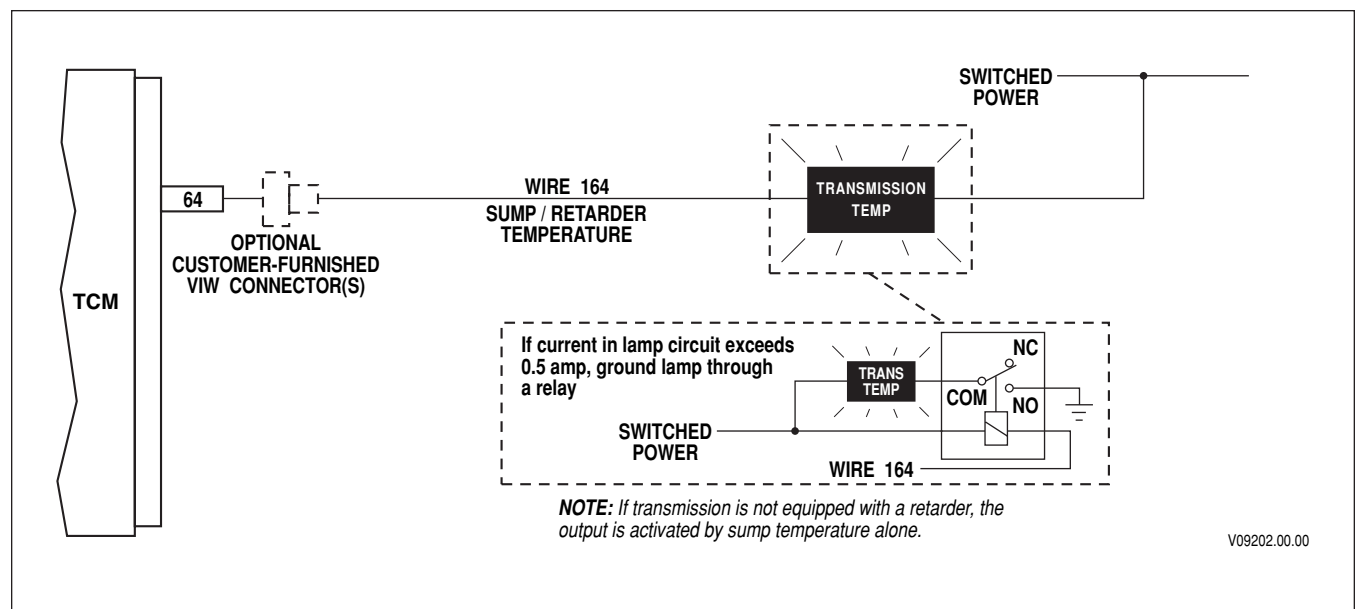 SWITCHED
POWER
TRANSMISSION
TEMP
64
WIRE 164
SUMP / RETARDER
TEMPERATURE
OPTIONAL
CUSTOMER-FURNISHED
VIW CONNECTOR(S)
TCM
If current in lamp circuit exceeds
0.5 amp, ground lamp through
a relay
TRANS
TEMP
NC
COM
NO
SWITCHED
POWER
WIRE 164
NOTE: If transmission is not equipped with a retarder, the
output is activated by sump temperature alone.
V09202.00.00